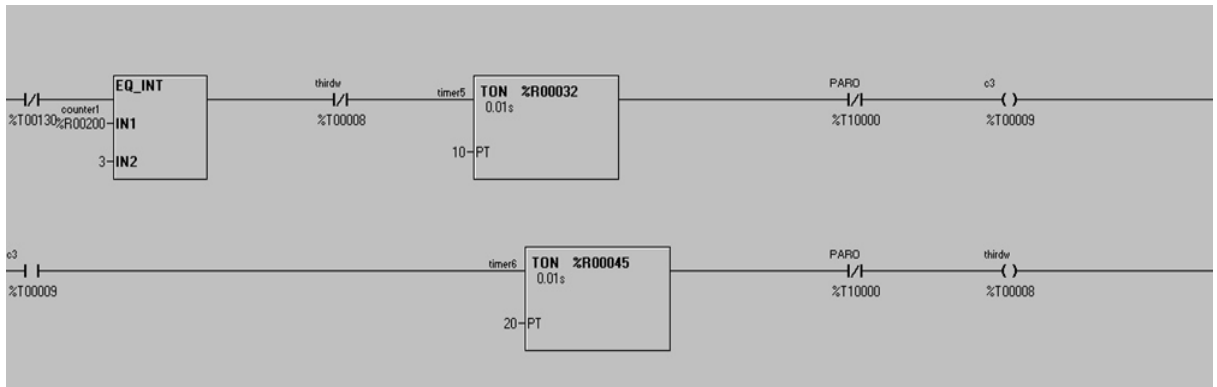 EQ_INT
thirdw
timer5
TON %R00032
0.01s
PARO
c3
%T00130
counter1
%R00200
IN1
%T00008
%T10000
%T00009
3
IN2
10
PT
c3
timer6
TON %R00045
0.01s
PARO
thirdw
%T00009
%T10000
%T00008
20
PT